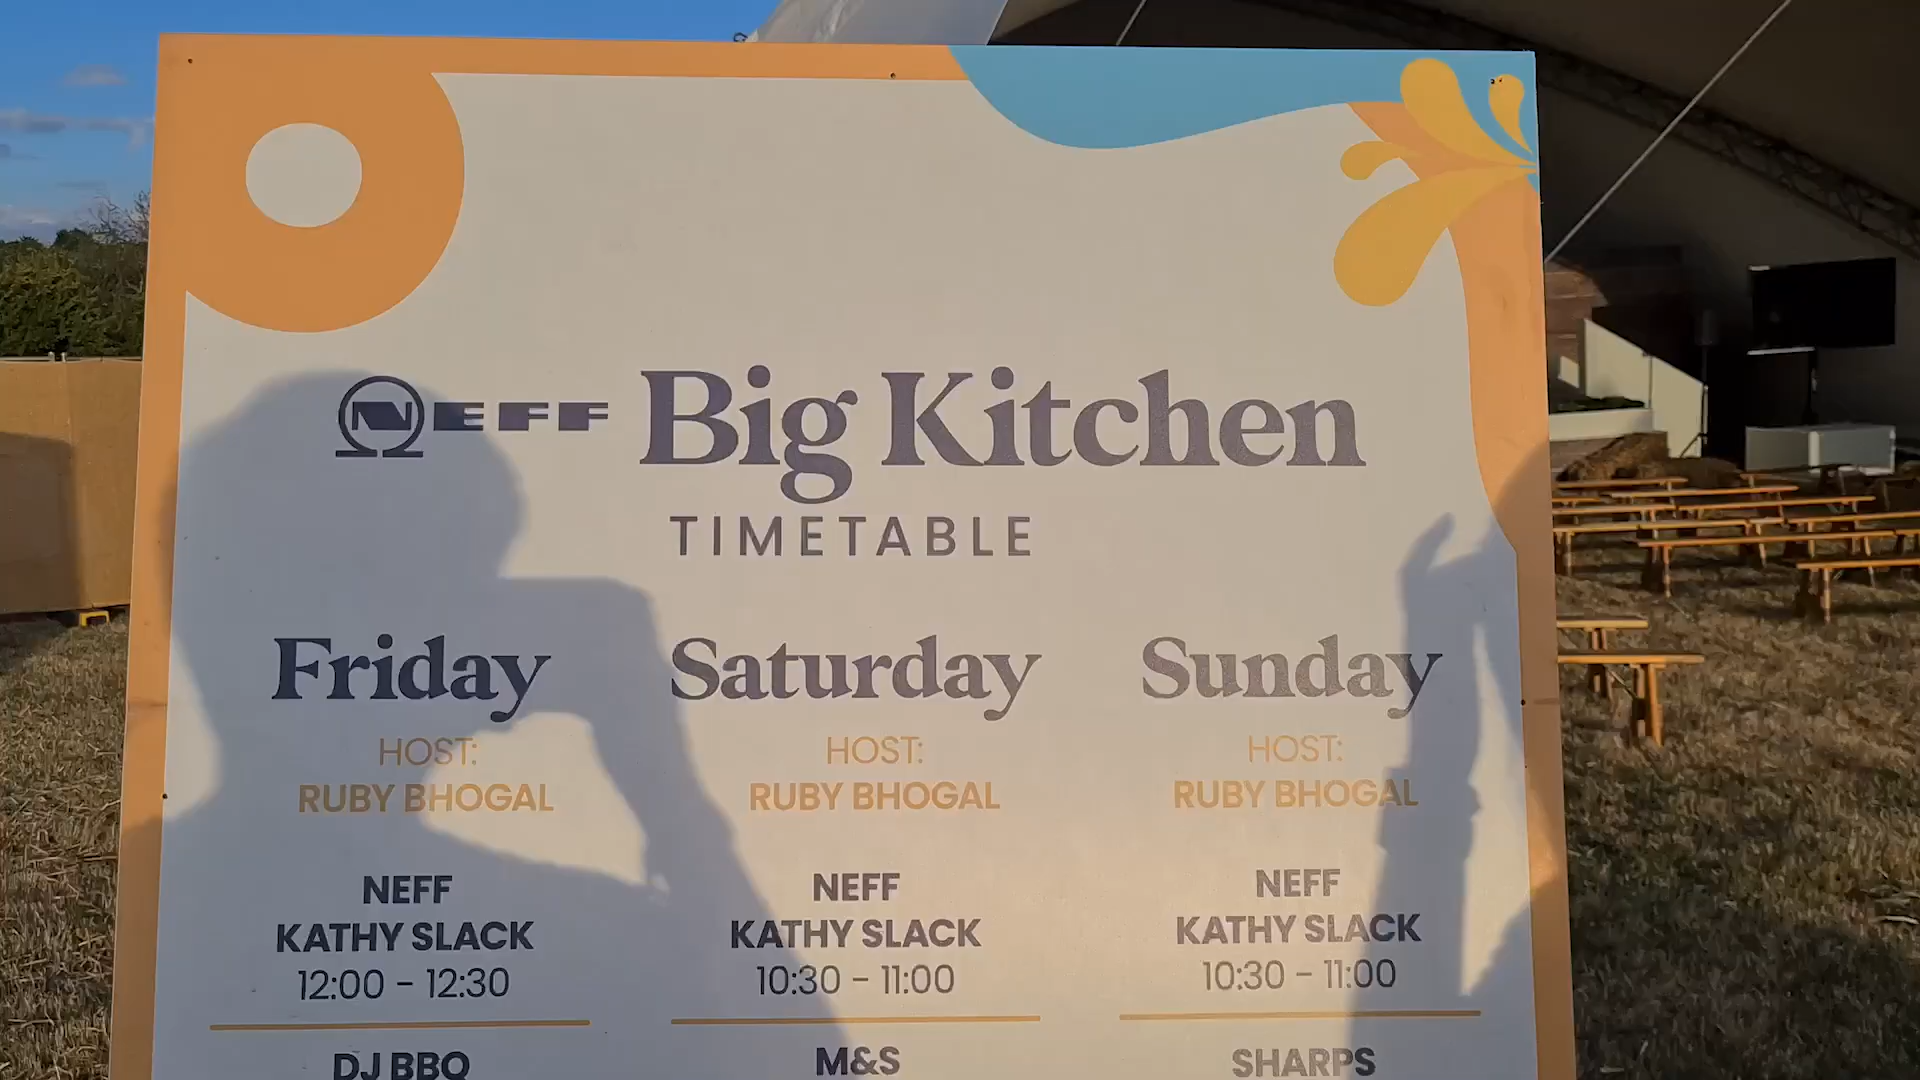 NEFF Big Kitchen
TIMETABLE
Friday
HOST:
RUBY BHOGAL
NEFF
KATHY SLACK
12:00 – 12:30
DJ BBQ
Saturday
HOST:
RUBY BHOGAL
NEFF
KATHY SLACK
10:30 – 11:00
M&S
Sunday
HOST:
RUBY BHOGAL
NEFF
KATHY SLACK
10:30 – 11:00
SHARPS